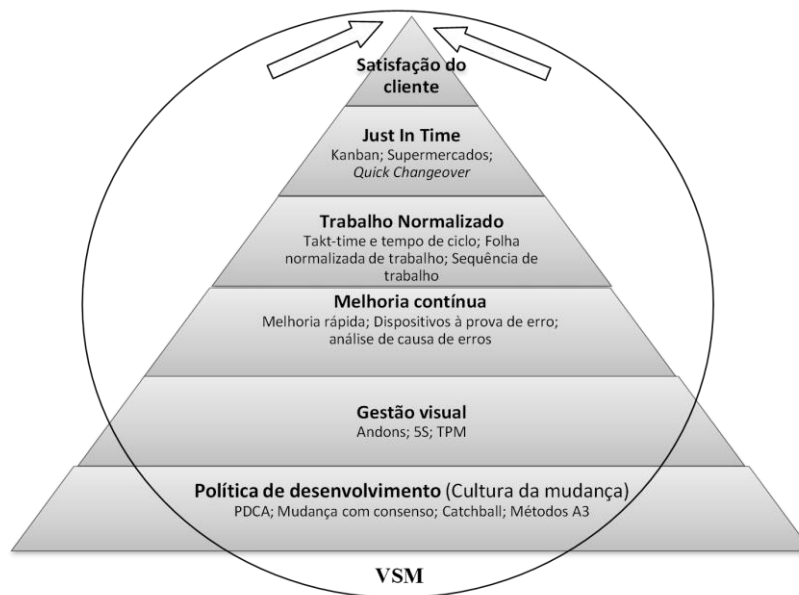 Satisfação do
cliente
Just In Time
Kanban; Supermercados;
Quick Changeover
Trabalho Normalizado
Takt-time e tempo de ciclo; Folha
normalizada de trabalho; Sequência de
trabalho
Melhoria contínua
Melhoria rápida; Dispositivos à prova de erro;
análise de causa de erros
Gestão visual
Andons; 5S; TPM
Política de desenvolvimento (Cultura da mudança)
PDCA; Mudança com consenso; Catchball; Métodos A3
VSM